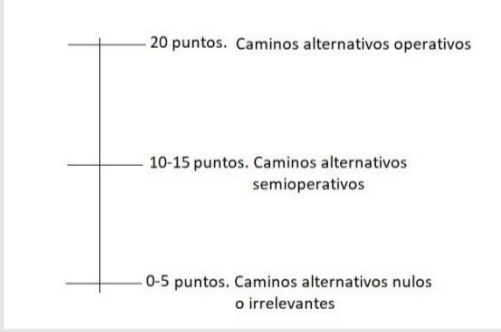 20 puntos. Caminos alternativos operativos
10-15 puntos. Caminos alternativos
semioperativos
0-5 puntos. Caminos alternativos nulos
o irrelevantes